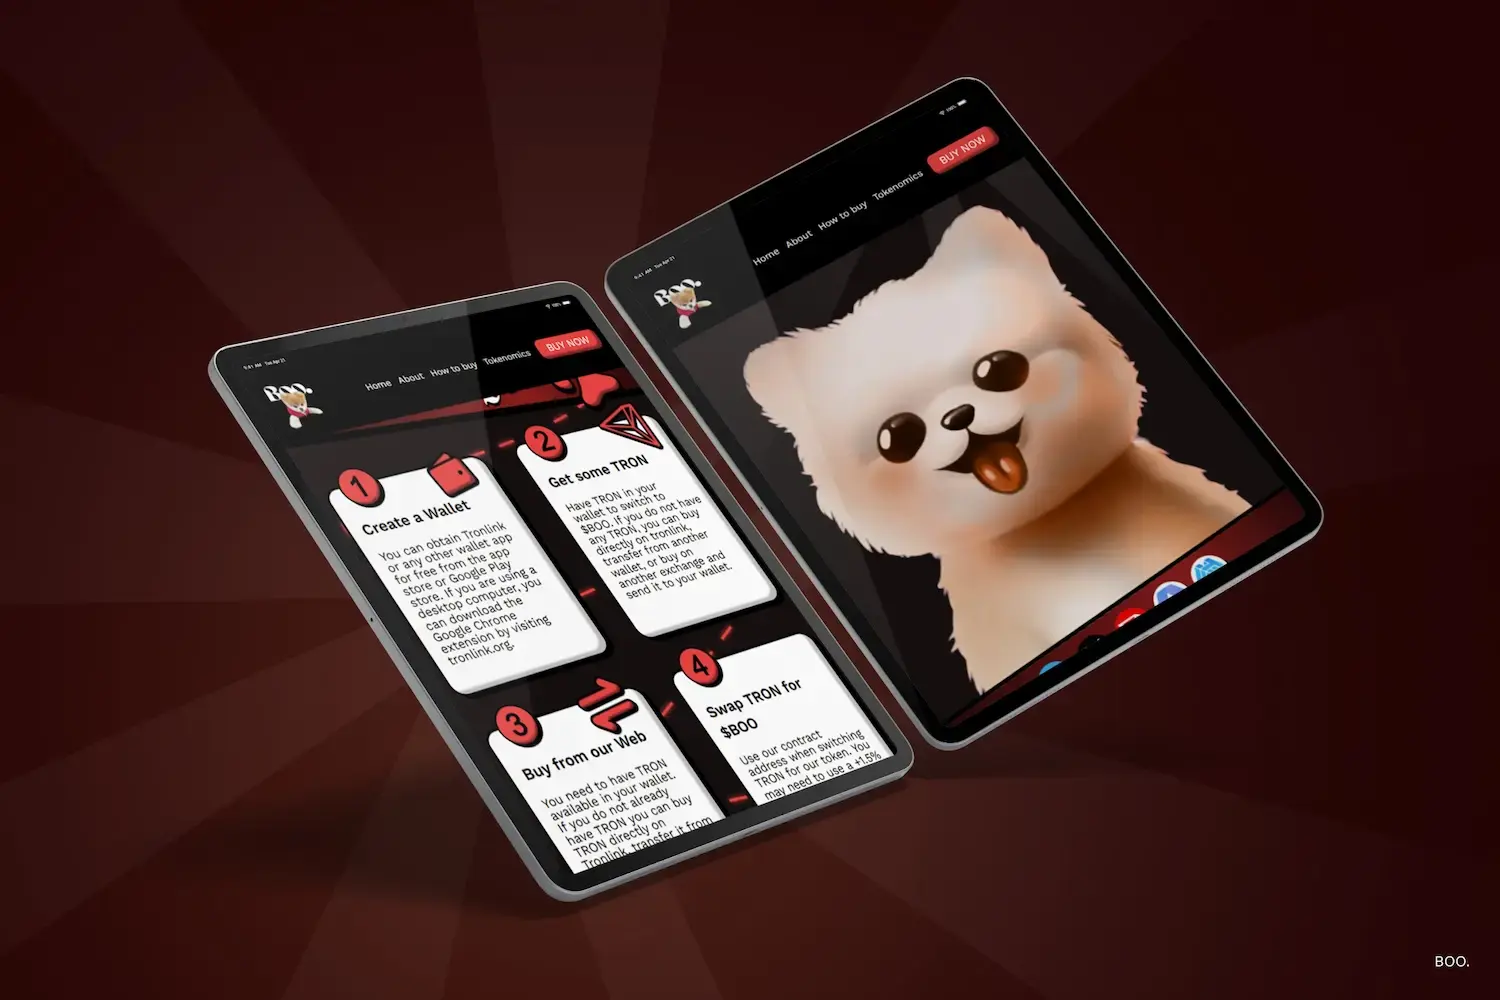 9:41 AM Tue Apr 21
100%
BOO.
Home About How to buy Tokenomics BUY NOW
1
Create a Wallet
You can obtain Tronlink
or any other wallet app
for free from the app
store or Google Play
store. If you are using a
desktop computer, you
can download the
Google Chrome
extension by visiting
tronlink.org.
2
Get some TRON
Have TRON in your
wallet to switch to
$BOO. If you do not have
any TRON, you can buy
directly on tronlink,
transfer from another
wallet, or buy on
another exchange and
send it to your wallet.
3
Buy from our Web
You need to have TRON
available in your wallet.
If you do not already
have TRON you can buy
TRON directly on
Tronlink, transfer it from
4
Swap TRON for
$BOO
Use our contract
address when switching
TRON for our token. You
may need to use a +1.5%
9:41 AM Tue Apr 21
100%
BOO.
Home About How to buy Tokenomics BUY NOW
BOO.